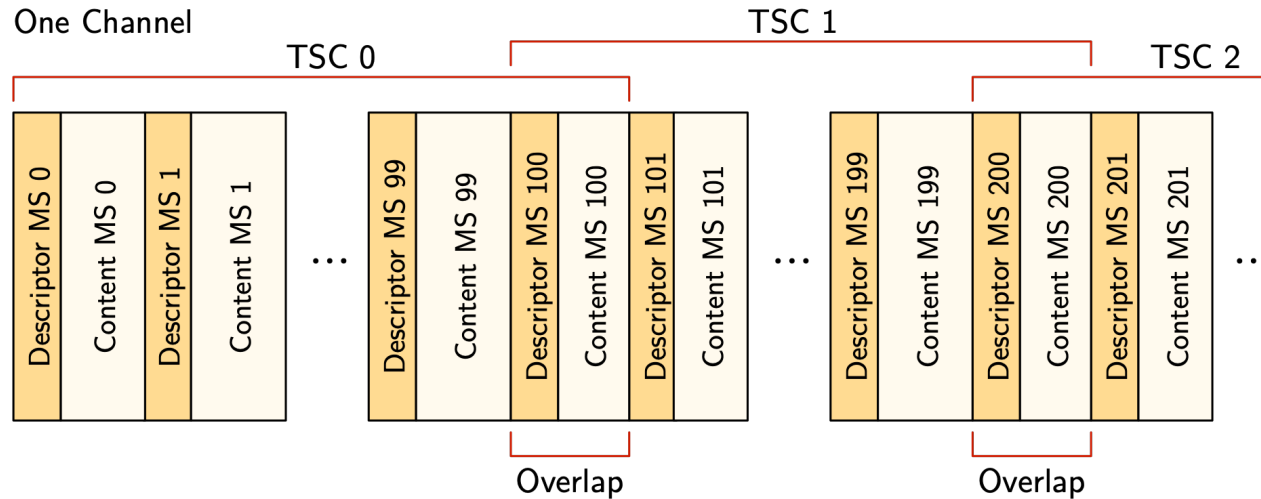 One Channel
TSC 0
TSC 1
TSC 2
Descriptor MS 0
Content MS 0
Descriptor MS 1
Content MS 1
...
Descriptor MS 99
Content MS 99
Descriptor MS 100
Content MS 100
Descriptor MS 101
Content MS 101
...
Descriptor MS 199
Content MS 199
Descriptor MS 200
Content MS 200
Descriptor MS 201
Content MS 201
..
Overlap
Overlap